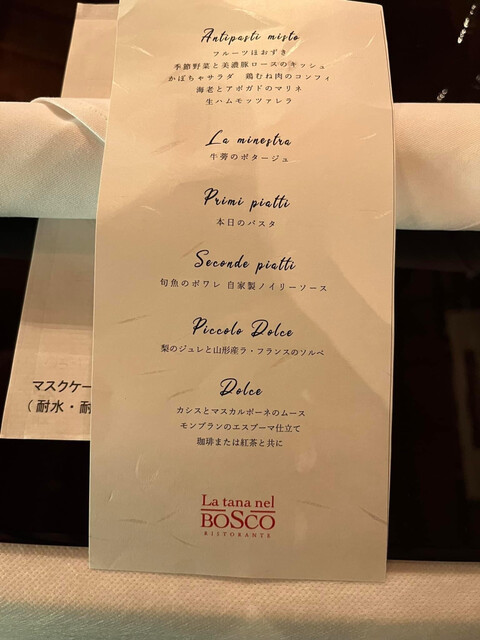 Antipasti misto
フルーツほおずき
季節野菜と美濃豚ロースのキッシュ
かぼちゃサラダ 鶏むね肉のコンフィ
海老とアボガドのマリネ
生ハムモッツァレラ
La minestra
牛蒡のポタージュ
Primi piatti
本日のパスタ
Seconde piatti
旬魚のポワレ 自家製ノイリーソース
Piccolo Dolce
梨のジュレと山形産ラ・フランスのソルベ
Dolce
カシスとマスカルポーネのムース
モンブランのエスプーマ仕立て
珈琲または紅茶と共に
La tana nel
BOSCO
RISTORANTE
マスクケー
(耐水・耐